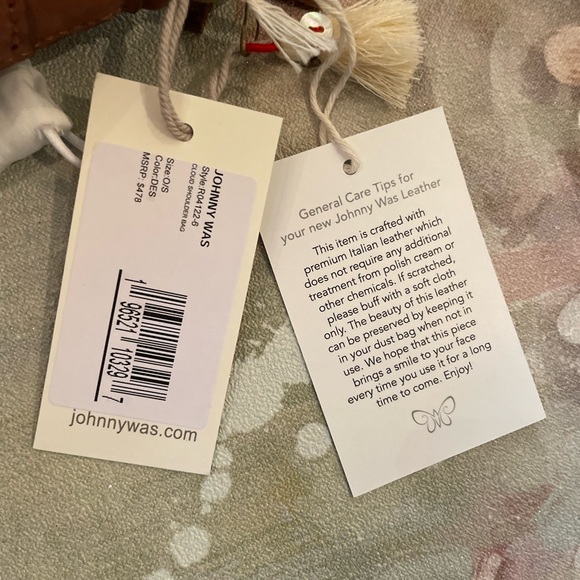 JOHNNY WAS
Style:R04122-6
CLOUD SHOULDER BAG
Size:O/S
Color:DES
MSRP: $478
1 96521 10329 7
johnnywas.com
General Care Tips for
your new Johnny Was Leather
This item is crafted with
premium Italian leather which
does not require any additional
treatment from polish cream or
other chemicals. If scratched,
please buff with a soft cloth
only. The beauty of this leather
can be preserved by keeping it
in your dust bag when not in
use. We hope that this piece
brings a smile to your face
every time you use it for a long
time to come. Enjoy!